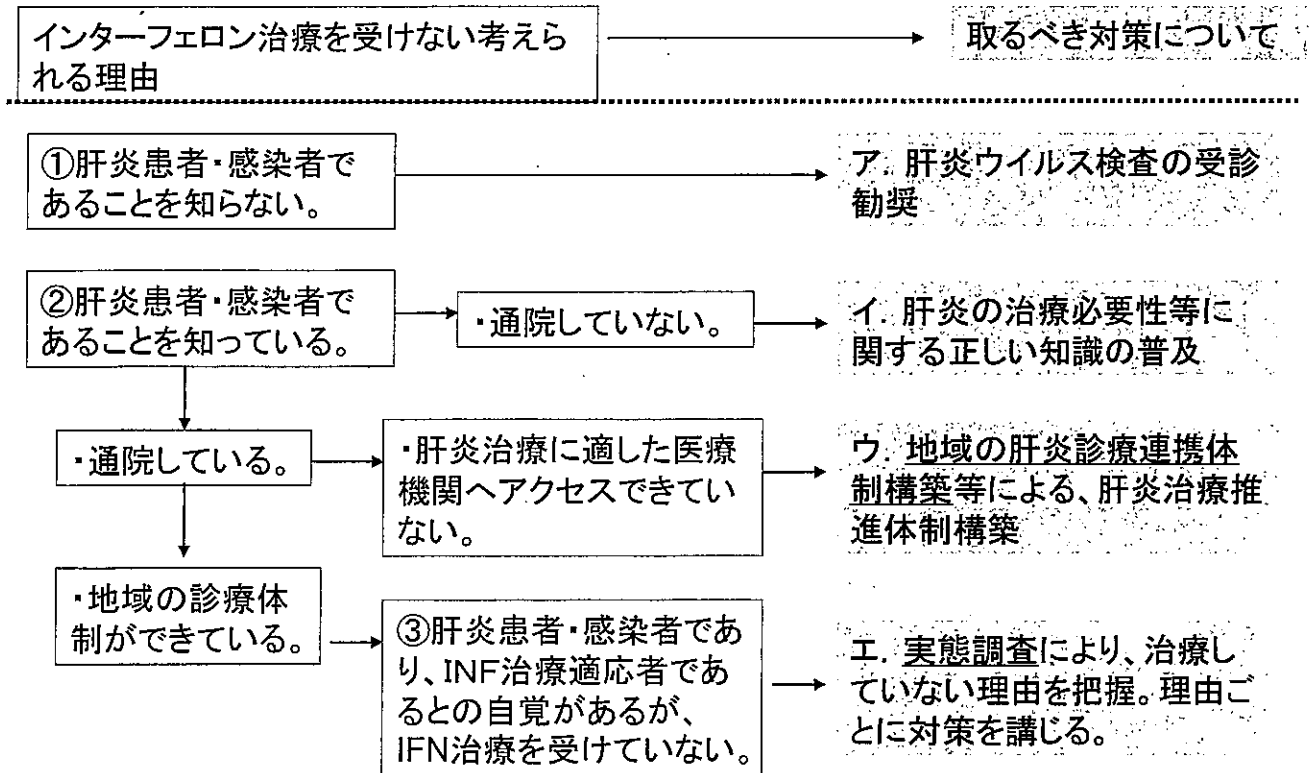 インターフェロン治療を受けない考えら
れる理由
取るべき対策について
①肝炎患者・感染者で
あることを知らない。
ア. 肝炎ウイルス検査の受診
勧奨
②肝炎患者・感染者で
あることを知っている。
・通院していない。
イ. 肝炎の治療必要性等に
関する正しい知識の普及
・通院している。
・肝炎治療に適した医療
機関へアクセスできてい
ない。
ウ. 地域の肝炎診療連携体
制構築等による、肝炎治療推
進体制構築
・地域の診療体
制ができている。
③肝炎患者・感染者であ
り、INF治療適応者であ
るとの自覚があるが、
IFN治療を受けていない。
エ. 実態調査により、治療し
ていない理由を把握。理由ご
とに対策を講じる。